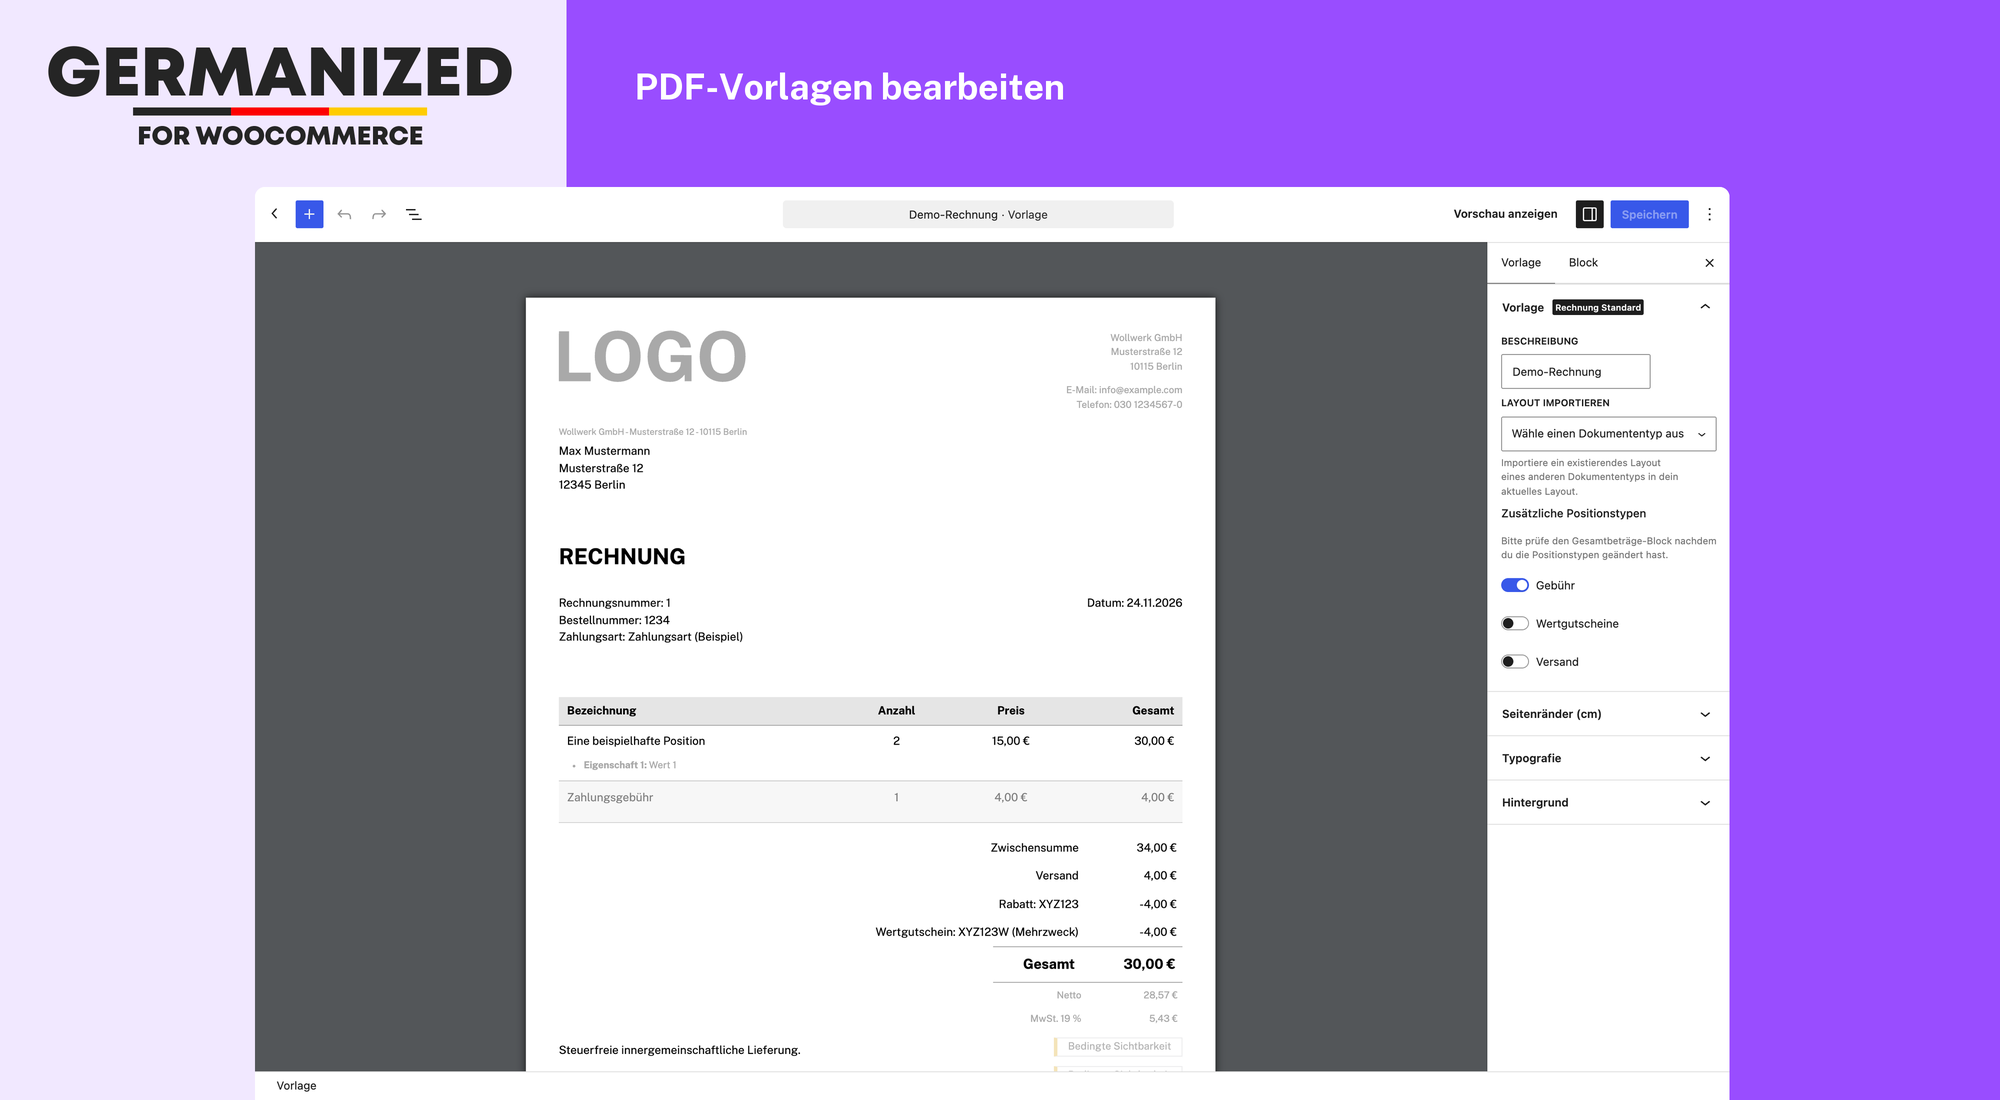 GERMANIZED
FOR WOOCOMMERCE
PDF-Vorlagen bearbeiten
Demo-Rechnung · Vorlage
Vorschau anzeigen
Speichern
Vorlage Block
Vorlage Rechnung Standard
BESCHREIBUNG
Demo-Rechnung
LAYOUT IMPORTIEREN
Wähle einen Dokumententyp aus
Importiere ein existierendes Layout
eines anderen Dokumententyps in dein
aktuelles Layout.
Zusätzliche Positionstypen
Bitte prüfe den Gesamtbeträge-Block nachdem
du die Positionstypen geändert hast.
Gebühr
Wertgutscheine
Versand
Seitenränder (cm)
Typografie
Hintergrund
LOGO
Wollwerk GmbH
Musterstraße 12
10115 Berlin
E-Mail: info@example.com
Telefon: 030 1234567-0
Wollwerk GmbH - Musterstraße 12 - 10115 Berlin
Max Mustermann
Musterstraße 12
12345 Berlin
RECHNUNG
Rechnungsnummer: 1
Datum: 24.11.2026
Bestellnummer: 1234
Zahlungsart: Zahlungsart (Beispiel)
Bezeichnung Anzahl Preis Gesamt
Eine beispielhafte Position 2 15,00 € 30,00 €
• Eigenschaft 1: Wert 1
Zahlungsgebühr 1 4,00 € 4,00 €
Zwischensumme 34,00 €
Versand 4,00 €
Rabatt: XYZ123 -4,00 €
Wertgutschein: XYZ123W (Mehrzweck) -4,00 €
Gesamt 30,00 €
Netto 28,57 €
MwSt. 19 % 5,43 €
Steuerfreie innergemeinschaftliche Lieferung.
Bedingte Sichtbarkeit
Vorlage